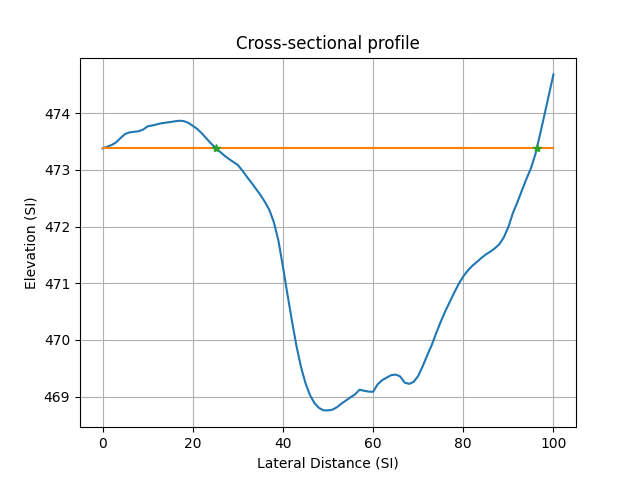 Cross-sectional profile
Elevation (SI)
474
473
472
471
470
469
0 20 40 60 80 100
Lateral Distance (SI)